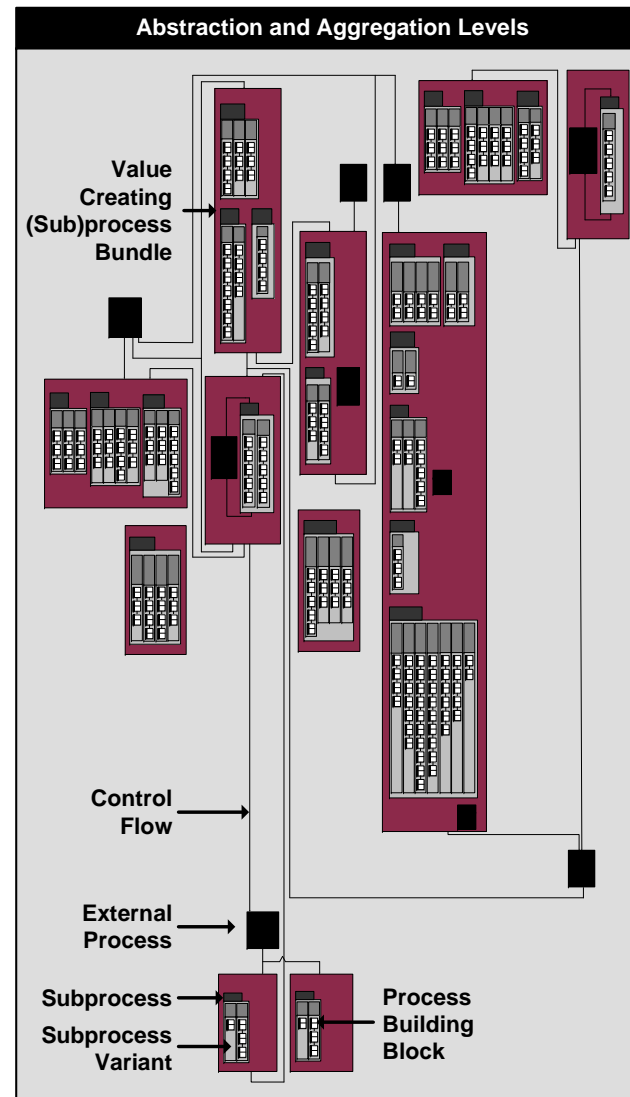 Abstraction and Aggregation Levels
Value
Creating
(Sub)process
Bundle
Control
Flow
External
Process
Subprocess
Subprocess
Variant
Process
Building
Block